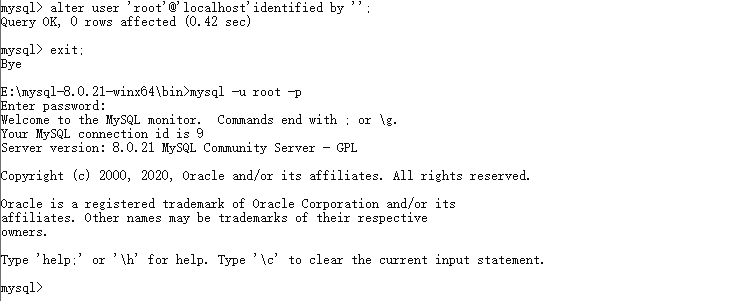 mysql> alter user 'root'@'localhost'identified by '';
Query OK, 0 rows affected (0.42 sec)
mysql> exit;
Bye
E:\mysql-8.0.21-winx64\bin>mysql -u root -p
Enter password:
Welcome to the MySQL monitor.  Commands end with ; or \g.
Your MySQL connection id is 9
Server version: 8.0.21 MySQL Community Server - GPL
Copyright (c) 2000, 2020, Oracle and/or its affiliates. All rights reserved.
Oracle is a registered trademark of Oracle Corporation and/or its
affiliates. Other names may be trademarks of their respective
owners.
Type 'help;' or '\h' for help. Type '\c' to clear the current input statement.
mysql>